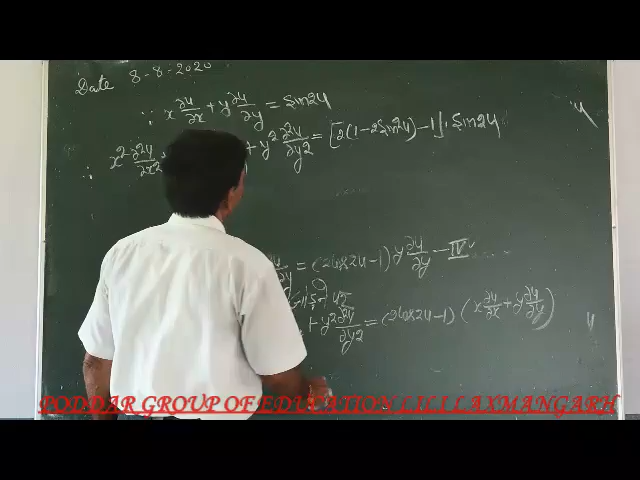 Date 8-8-2020
∵ x ∂u/∂x + y ∂u/∂y = sin2u
∴ x² ∂²u/∂x² + y² ∂²u/∂y² = [2(1-2sin²u)-1]. sin2u
∂y = (2cos2u-1) y ∂u/∂y - IV
+ y² ∂²u/∂y² = (2cos2u-1) (x ∂u/∂x + y ∂u/∂y)
PODDAR GROUP OF EDUCATION LILI LAXMANGARH